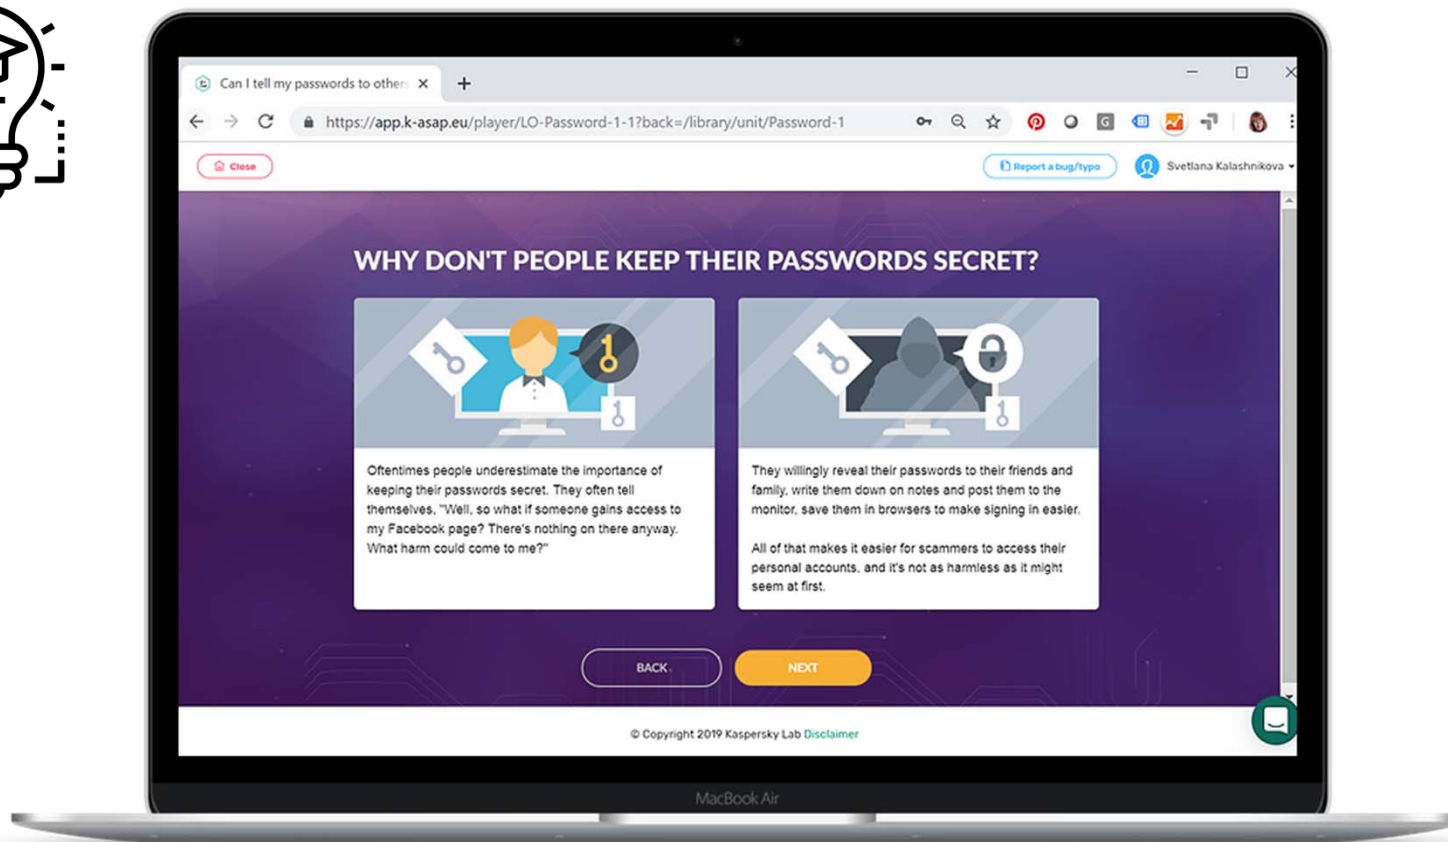 Can I tell my passwords to others
https://app.k-asap.eu/player/LO-Password-1-1?back=/library/unit/Password-1
G
Close
Report a bug/typo
Svetlana Kalashnikova
WHY DON'T PEOPLE KEEP THEIR PASSWORDS SECRET?
Oftentimes people underestimate the importance of
keeping their passwords secret. They often tell
themselves, "Well, so what if someone gains access to
my Facebook page? There's nothing on there anyway.
What harm could come to me?"
They willingly reveal their passwords to their friends and
family, write them down on notes and post them to the
monitor, save them in browsers to make signing in easier.
All of that makes it easier for scammers to access their
personal accounts, and it's not as harmless as it might
seem at first.
BACK
NEXT
© Copyright 2019 Kaspersky Lab Disclaimer
MacBook Air